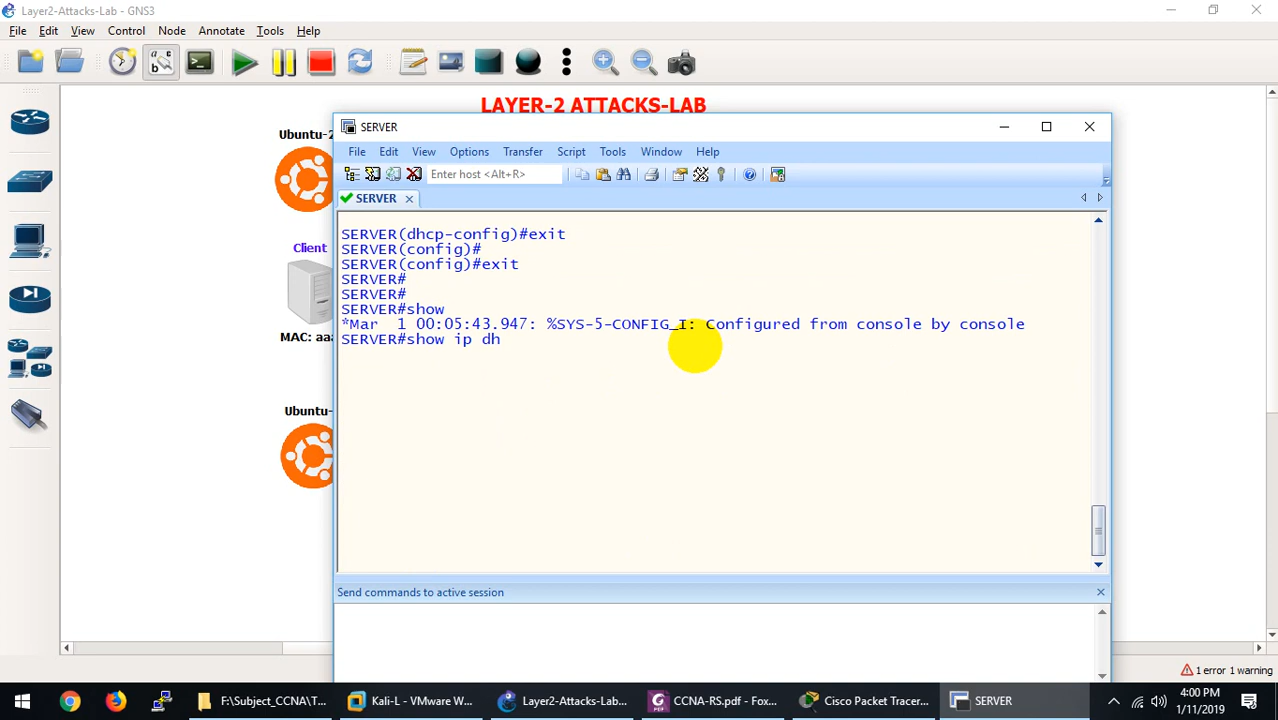 Layer2-Attacks-Lab - GNS3
File Edit View Control Node Annotate Tools Help
LAYER-2 ATTACKS-LAB
Ubuntu-2
Client
MAC: aaa
Ubuntu-
SERVER
File Edit View Options Transfer Script Tools Window Help
Enter host <Alt+R>
SERVER
SERVER(dhcp-config)#exit
SERVER(config)#
SERVER(config)#exit
SERVER#
SERVER#
SERVER#show
*Mar  1 00:05:43.947: %SYS-5-CONFIG_I: Configured from console by console
SERVER#show ip dh
Send commands to active session
1 error 1 warning
F:\Subject_CCNA\T...
Kali-L - VMware W...
Layer2-Attacks-Lab...
CCNA-RS.pdf - Fox...
Cisco Packet Tracer...
SERVER
4:00 PM
1/11/2019